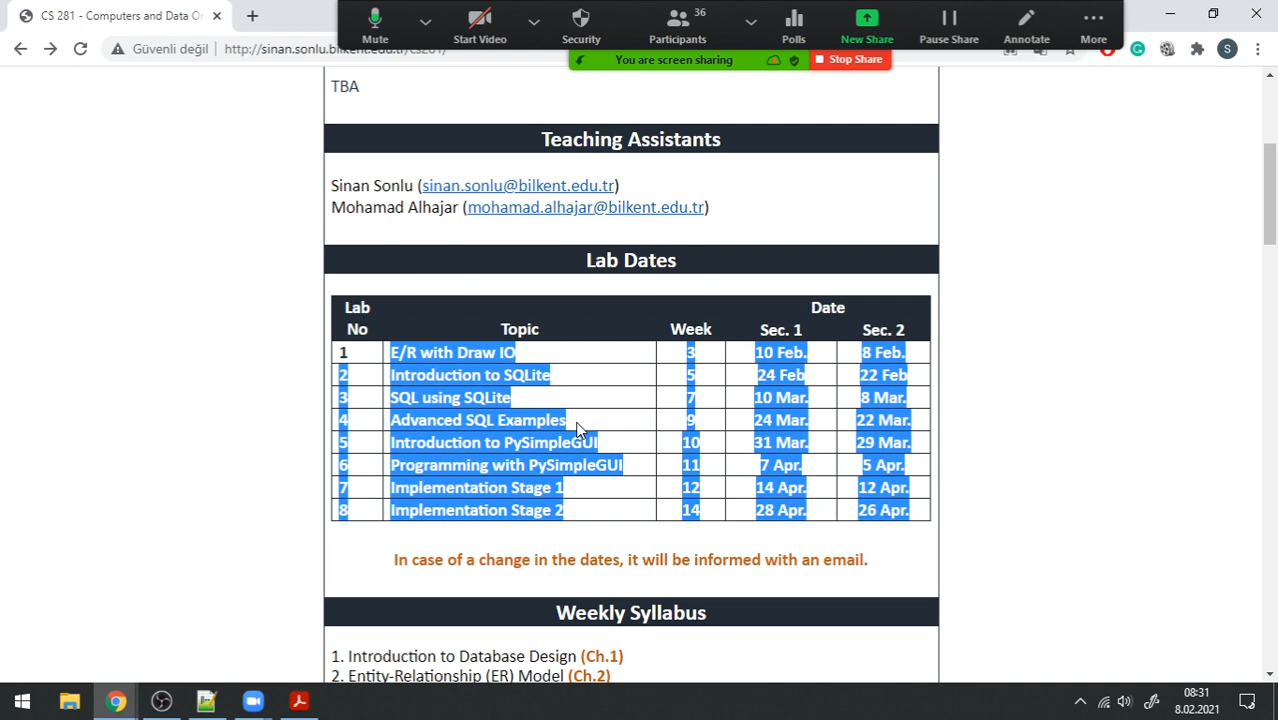 CS 281 - Computers and Data Or
36
Mute
Start Video
Security
Participants
Polls
New Share
Pause Share
Annotate
More
Güvenli değil
http://sinan.sonlu.bilkent.edu.tr/cs281/
S
You are screen sharing
Stop Share
TBA
Teaching Assistants
Sinan Sonlu (sinan.sonlu@bilkent.edu.tr)
Mohamad Alhajar (mohamad.alhajar@bilkent.edu.tr)
Lab Dates
Lab No Topic Week Date Sec. 1 Sec. 2
1 E/R with Draw IO 3 10 Feb. 8 Feb.
2 Introduction to SQLite 5 24 Feb 22 Feb
3 SQL using SQLite 7 10 Mar. 8 Mar.
4 Advanced SQL Examples 9 24 Mar. 22 Mar.
5 Introduction to PySimpleGUI 10 31 Mar. 29 Mar.
6 Programming with PySimpleGUI 11 7 Apr. 5 Apr.
7 Implementation Stage 1 12 14 Apr. 12 Apr.
8 Implementation Stage 2 14 28 Apr. 26 Apr.
In case of a change in the dates, it will be informed with an email.
Weekly Syllabus
1. Introduction to Database Design (Ch.1)
2. Entity-Relationship (ER) Model (Ch.2)
08:31
8.02.2021